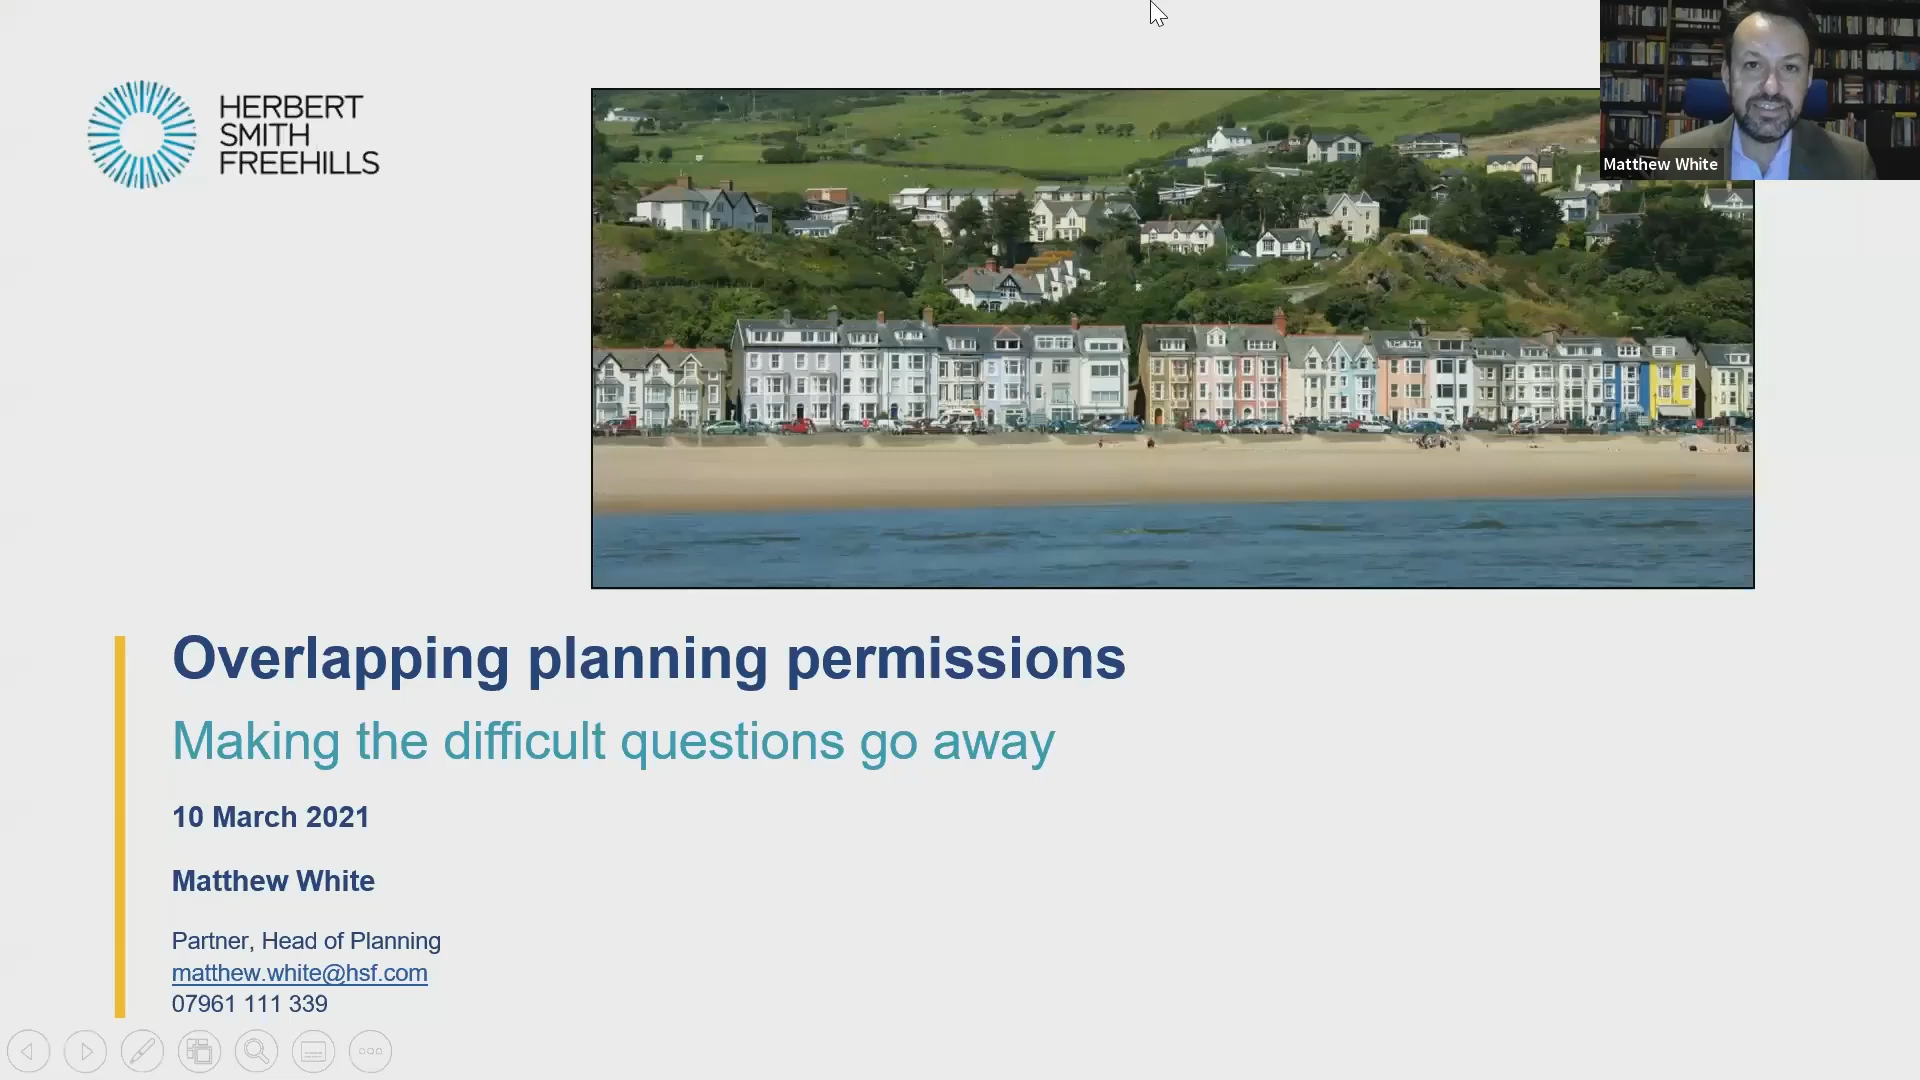 HERBERT
SMITH
FREEHILLS
Matthew White
Overlapping planning permissions
Making the difficult questions go away
10 March 2021
Matthew White
Partner, Head of Planning
matthew.white@hsf.com
07961 111 339